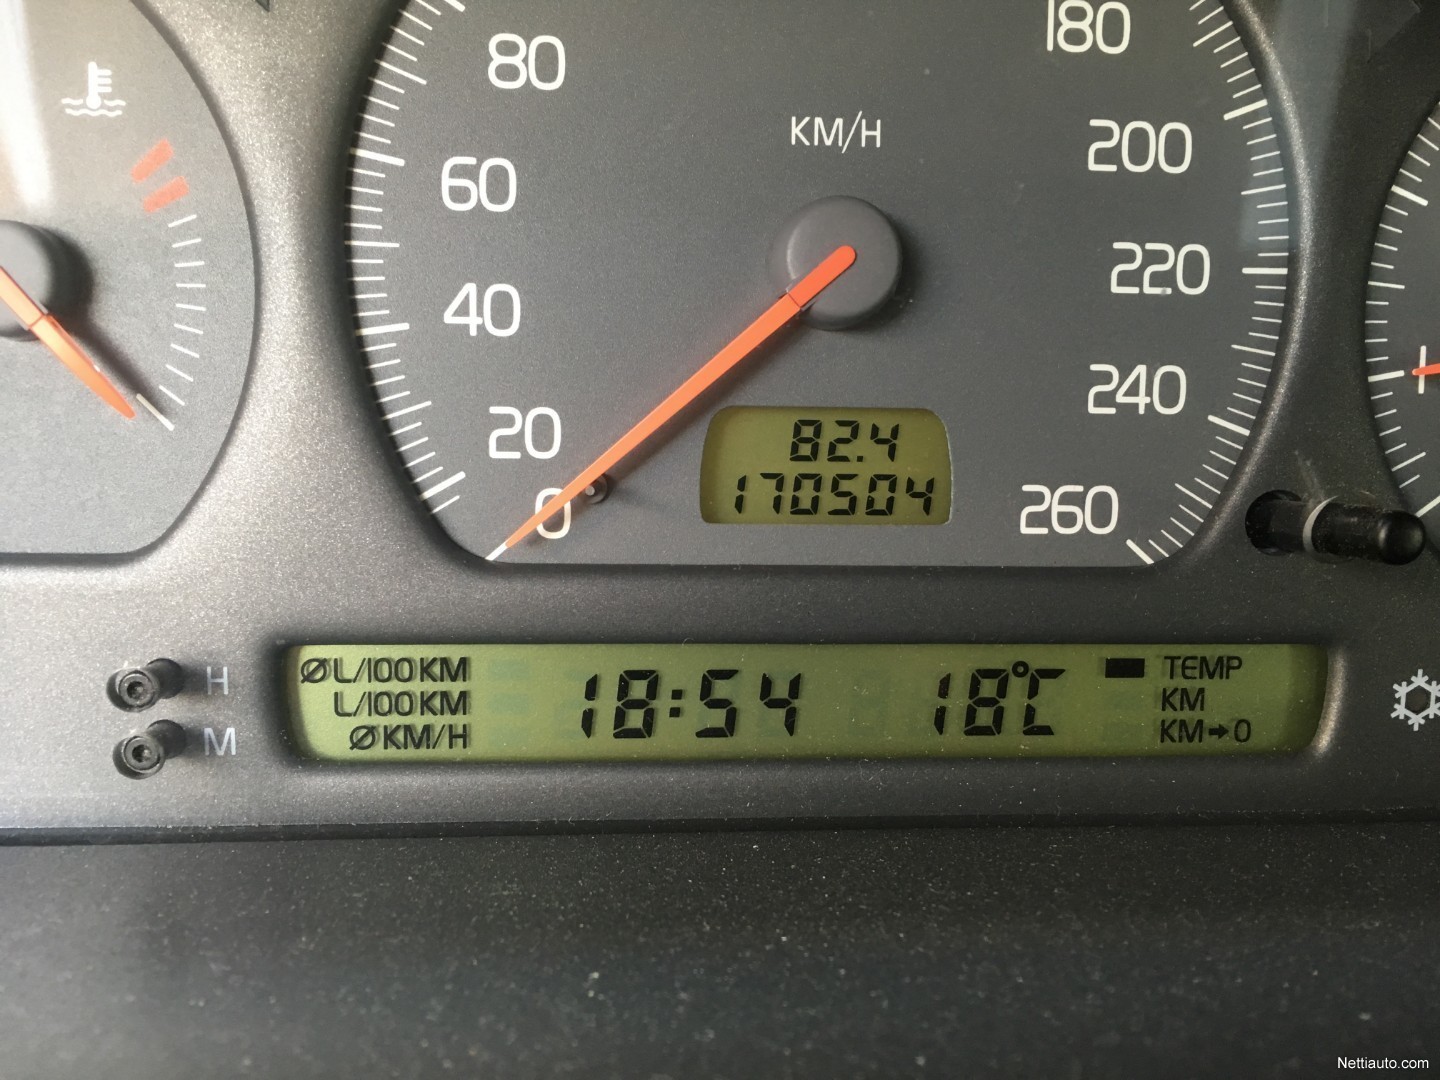 80
60
40
20
0
KM/H
180
200
220
240
260
82.4
170504
H
M
ØL/100KM
L/100KM
ØKM/H
18:54
18°C
TEMP
KM
KM→0
Nettiauto.com